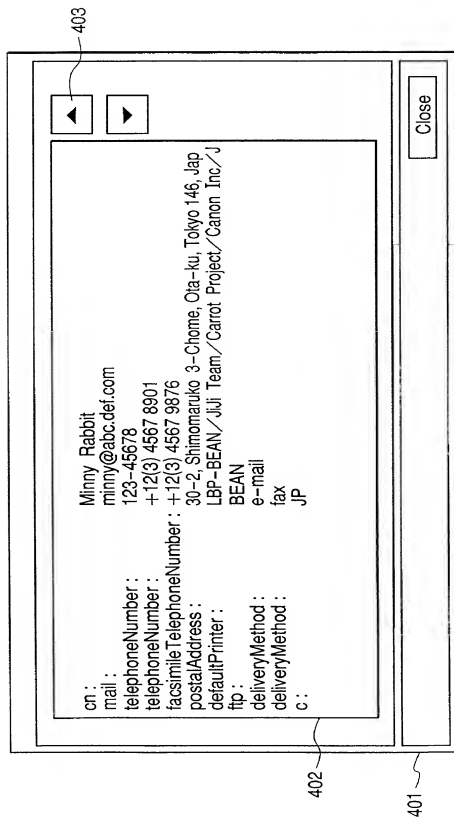 403
cn : Minny Rabbit
mail : minny@abc.def.com
telephoneNumber : 123-45678
telephoneNumber : +12(3) 4567 8901
facsimileTelephoneNumber : +12(3) 4567 9876
postalAddress : 30-2, Shimomaruko 3-Chome, Ota-ku, Tokyo 146, Jap
defaultPrinter : LBP-BEAN/JiJi Team/Carrot Project/Canon Inc/J
ftp : BEAN
deliveryMethod : e-mail
deliveryMethod : fax
c : JP
402
Close
401